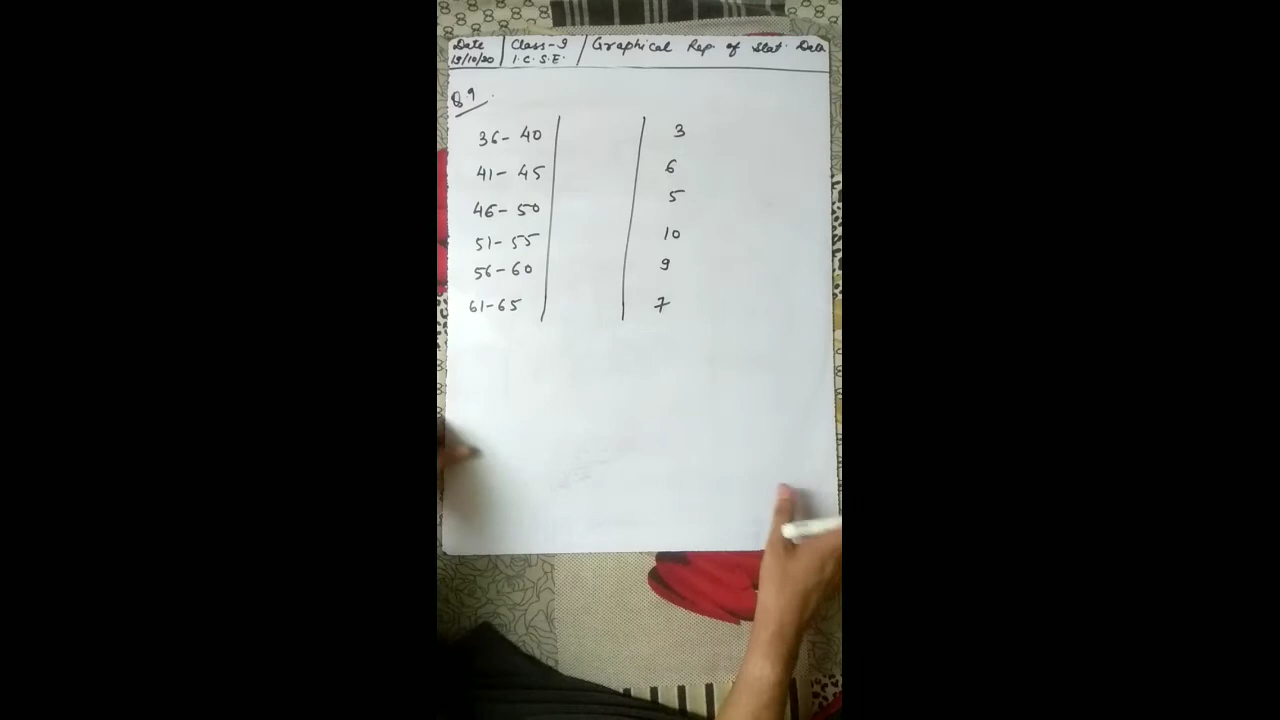 Date | Class-9 / Graphical Rep. of Stat. Data
19/10/20 | I.C.S.E.
Q.9.
36-40 3
41-45 6
46-50 5
51-55 10
56-60 9
61-65 7